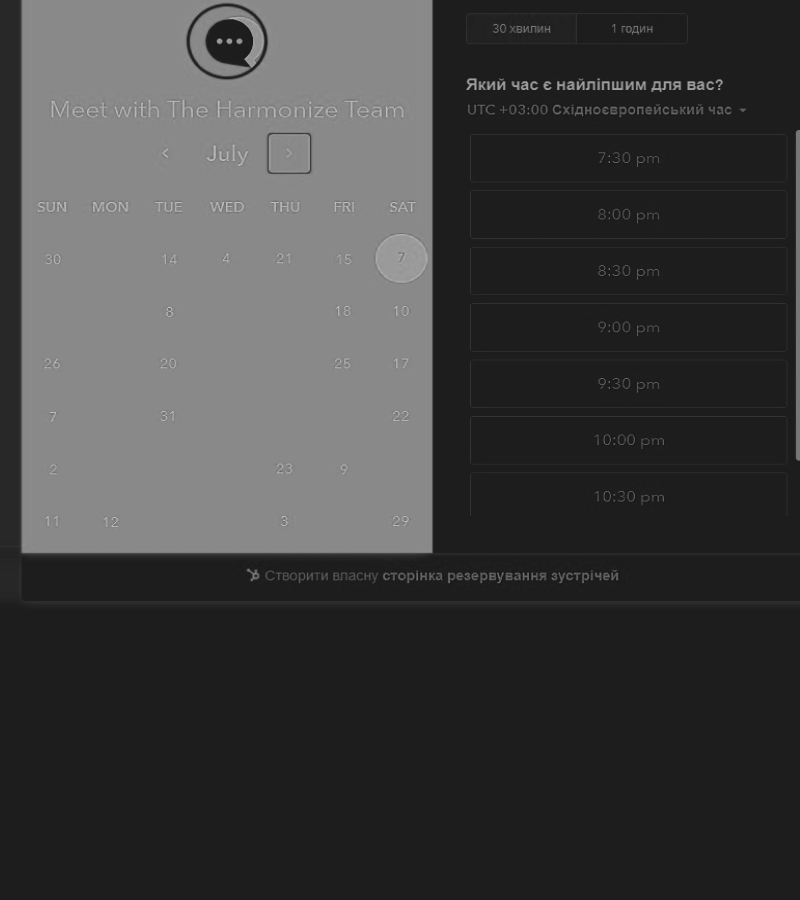 Meet with The Harmonize Team
July
SUN MON TUE WED THU FRI SAT
30 14 4 21 15 7
8 18 10
26 20 25 17
7 31 22
2 23 9
11 12 3 29
30 хвилин 1 годин
Який час є найліпшим для вас?
UTC +03:00 Східноєвропейський час
7:30 pm
8:00 pm
8:30 pm
9:00 pm
9:30 pm
10:00 pm
10:30 pm
Створити власну сторінка резервування зустрічей